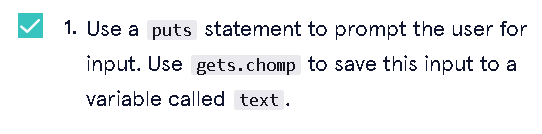 1. Use a puts statement to prompt the user for
input. Use gets.chomp to save this input to a
variable called text.